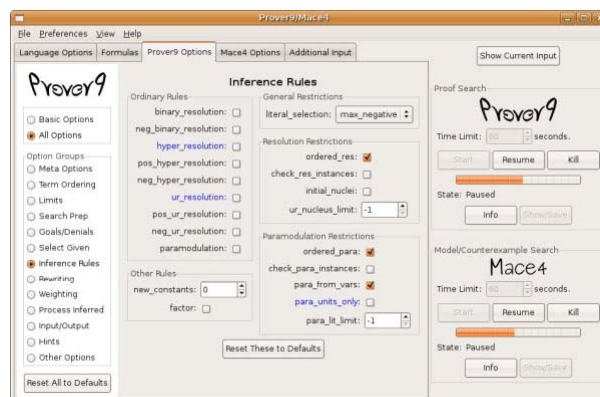 Prover9/Mace4
File Preferences View Help
Language Options Formulas Prover9 Options Mace4 Options Additional Input
Show Current Input
Prover9
Basic Options
All Options
Option Groups
Meta Options
Term Ordering
Limits
Search Prep
Goals/Denials
Select Given
Inference Rules
Rewriting
Weighting
Process Inferred
Input/Output
Hints
Other Options
Reset All to Defaults
Inference Rules
Ordinary Rules
binary_resolution:
neg_binary_resolution:
hyper_resolution:
pos_hyper_resolution:
neg_hyper_resolution:
ur_resolution:
pos_ur_resolution:
neg_ur_resolution:
paramodulation:
Other Rules
new_constants: 0
factor:
General Restrictions
literal_selection: max_negative
Resolution Restrictions
ordered_res:
check_res_instances:
initial_nuclei:
ur_nucleus_limit: -1
Paramodulation Restrictions
ordered_para:
check_para_instances:
para_from_vars:
para_units_only:
para_lit_limit: -1
Reset These to Defaults
Proof Search
Prover9
Time Limit: 60 seconds.
Start Resume Kill
State: Paused
Info Show/Save
Model/Counterexample Search
Mace4
Time Limit: 60 seconds.
Start Resume Kill
State: Paused
Info Show/Save